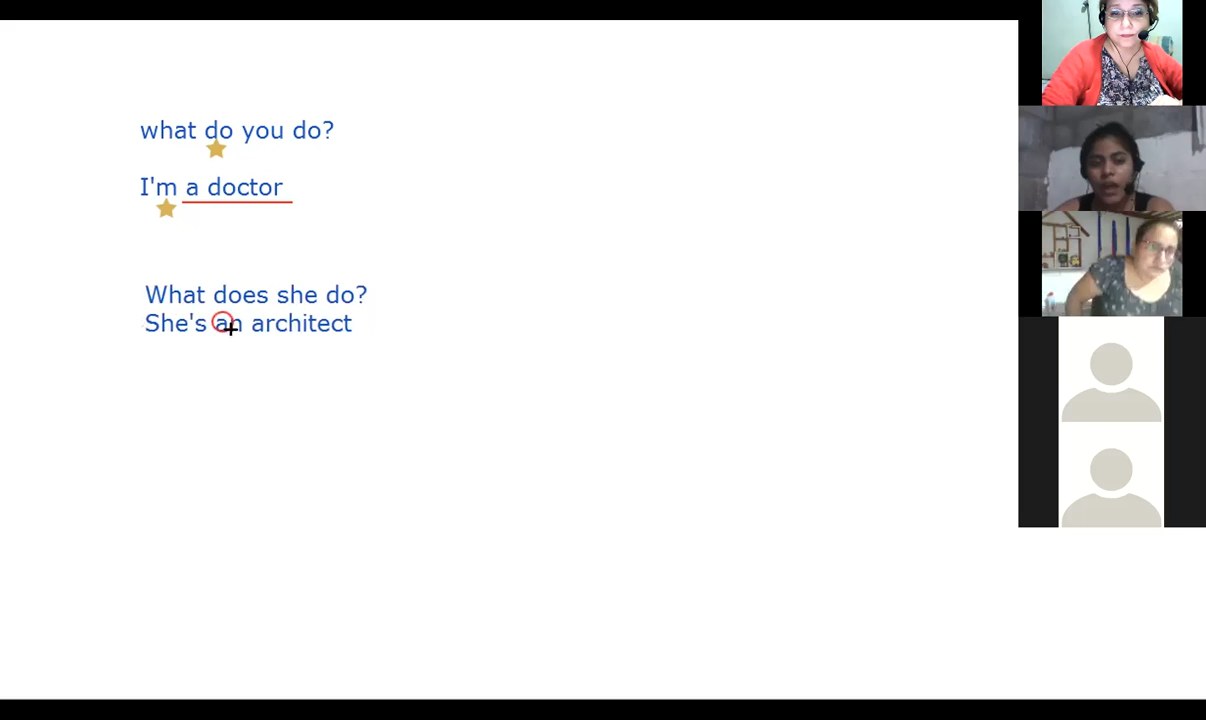 what do you do?
I'm a doctor
What does she do?
She's an architect